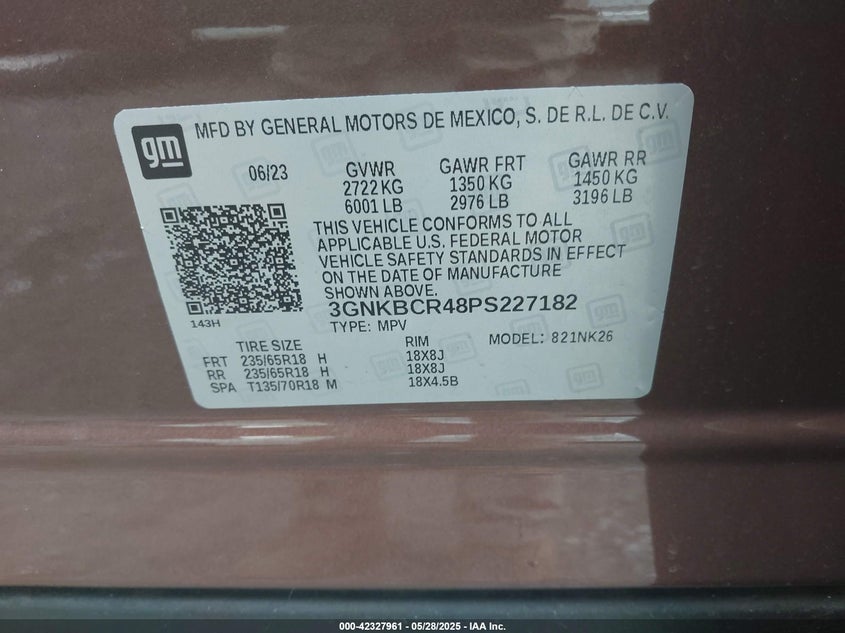 gm
MFD BY GENERAL MOTORS DE MEXICO, S. DE R.L. DE C.V.
06/23 GVWR GAWR FRT GAWR RR
2722 KG 1350 KG 1450 KG
6001 LB 2976 LB 3196 LB
THIS VEHICLE CONFORMS TO ALL
APPLICABLE U.S. FEDERAL MOTOR
VEHICLE SAFETY STANDARDS IN EFFECT
ON THE DATE OF MANUFACTURE
SHOWN ABOVE.
143H
3GNKBCR48PS227182
TYPE: MPV MODEL: 821NK26
TIRE SIZE RIM
FRT 235/65R18 H 18X8J
RR 235/65R18 H 18X8J
SPA T135/70R18 M 18X4.5B
000-42327961 — 05/28/2025 - IAA Inc.